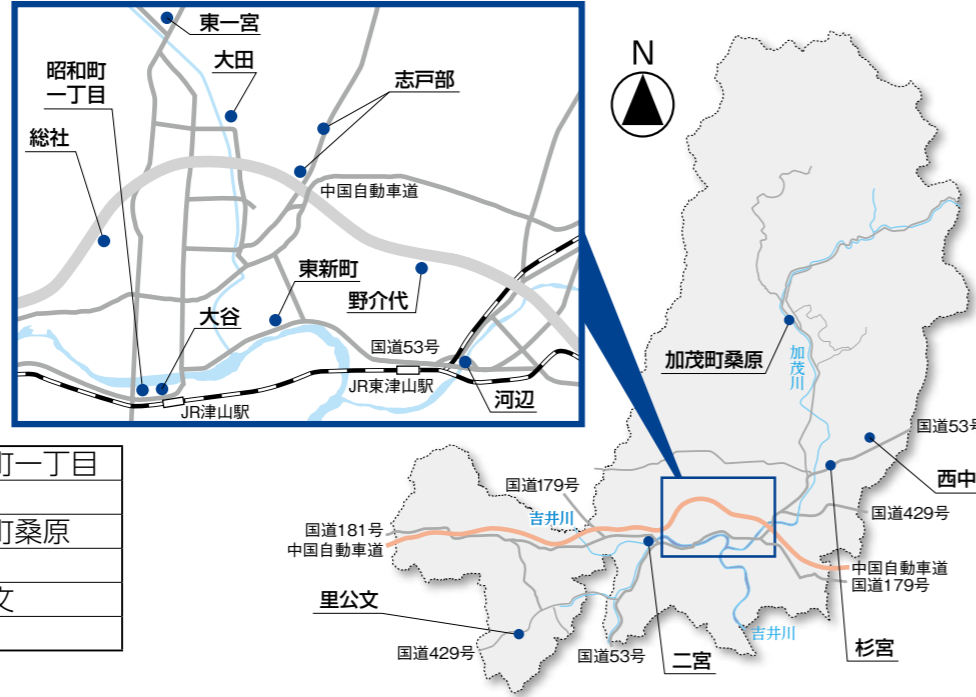 東一宮
大田
昭和町
一丁目
志戸部
総社
中国自動車道
東新町
野介代
大谷
国道53号
JR東津山駅
JR津山駅
河辺
N
加茂町桑原
加茂川
国道53号
西中
国道179号
吉井川
国道181号
中国自動車道
国道429号
中国自動車道
国道179号
里公文
吉井川
国道429号
国道53号
二宮
杉宮
町一丁目
町桑原
文